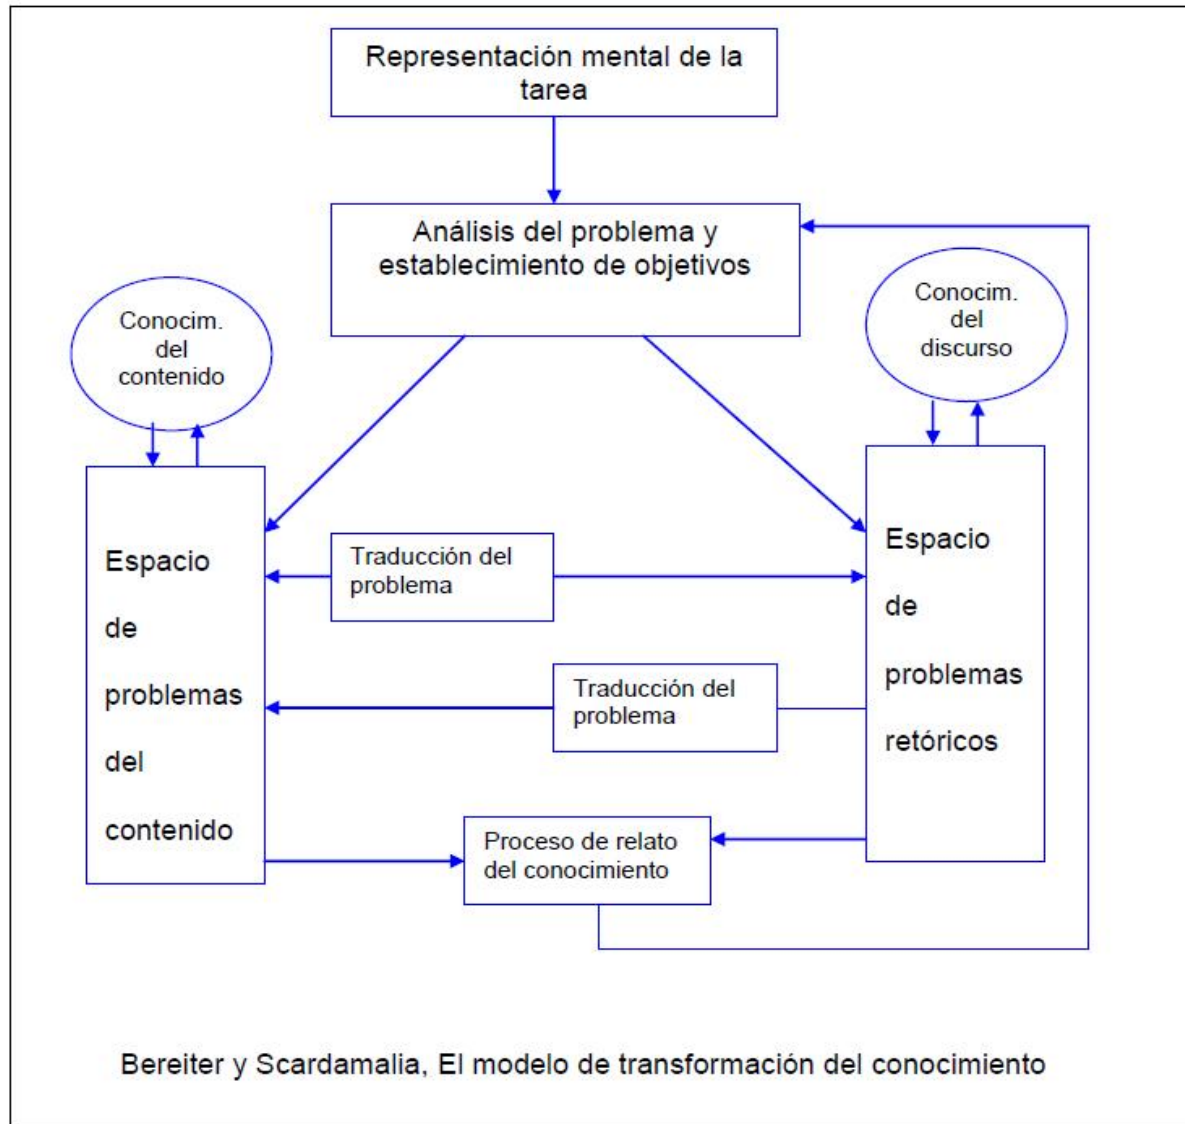 Representación mental de la
tarea
Análisis del problema y
establecimiento de objetivos
Conocim.
del
contenido
Conocim.
del
discurso
Espacio
de
problemas
del
contenido
Traducción del
problema
Espacio
de
problemas
retóricos
Traducción del
problema
Proceso de relato
del conocimiento
Bereiter y Scardamalia, El modelo de transformación del conocimiento